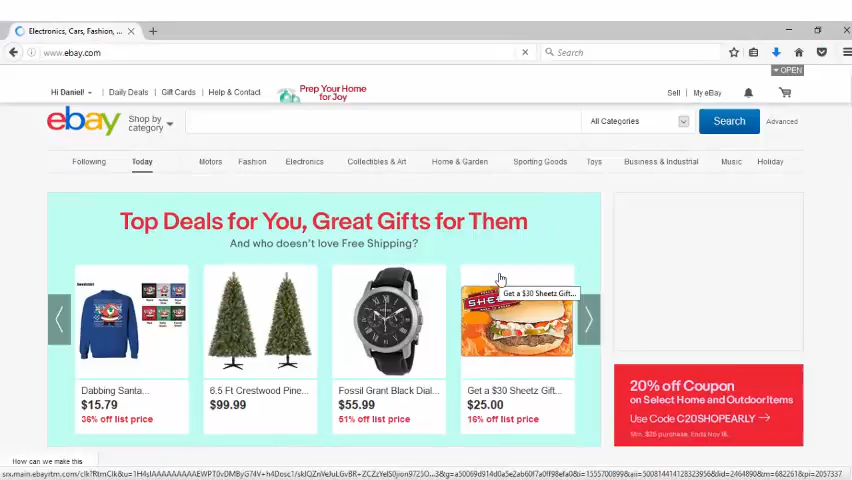 Electronics, Cars, Fashion, ...
www.ebay.com
Search
OPEN
Hi Daniel!
Daily Deals
Gift Cards
Help & Contact
Prep Your Home
for Joy
Sell
My eBay
ebay
Shop by
category
All Categories
Search
Advanced
Following
Today
Motors
Fashion
Electronics
Collectibles & Art
Home & Garden
Sporting Goods
Toys
Business & Industrial
Music
Holiday
Top Deals for You, Great Gifts for Them
And who doesn't love Free Shipping?
Get a $30 Sheetz Gift...
Dabbing Santa...
$15.79
36% off list price
6.5 Ft Crestwood Pine...
$99.99
Fossil Grant Black Dial...
$55.99
51% off list price
Get a $30 Sheetz Gift...
$25.00
16% off list price
20% off Coupon
on Select Home and Outdoor Items
Use Code C20SHOPEARLY
Min. $25 purchase. Ends Nov 18.
How can we make this